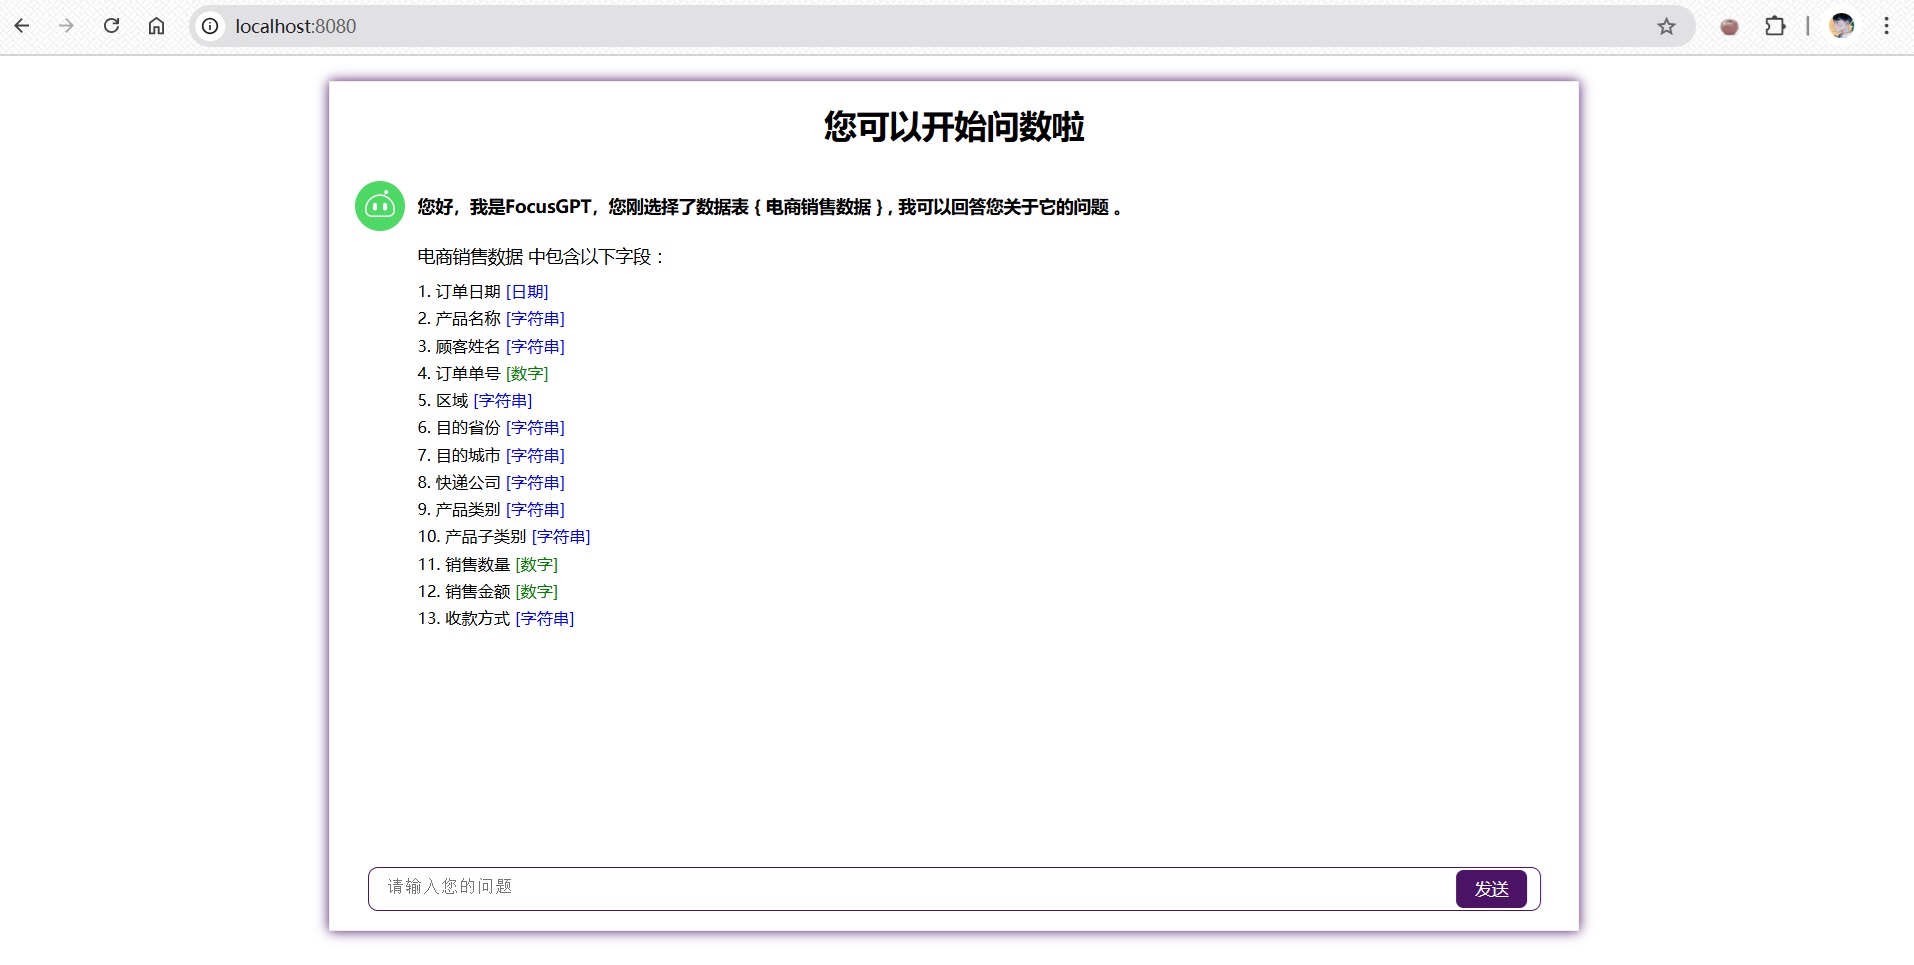 localhost:8080
您可以开始问数啦
您好，我是FocusGPT，您刚选择了数据表 { 电商销售数据 } , 我可以回答您关于它的问题 。
电商销售数据 中包含以下字段：
1. 订单日期 [日期]
2. 产品名称 [字符串]
3. 顾客姓名 [字符串]
4. 订单单号 [数字]
5. 区域 [字符串]
6. 目的省份 [字符串]
7. 目的城市 [字符串]
8. 快递公司 [字符串]
9. 产品类别 [字符串]
10. 产品子类别 [字符串]
11. 销售数量 [数字]
12. 销售金额 [数字]
13. 收款方式 [字符串]
请输入您的问题
发送